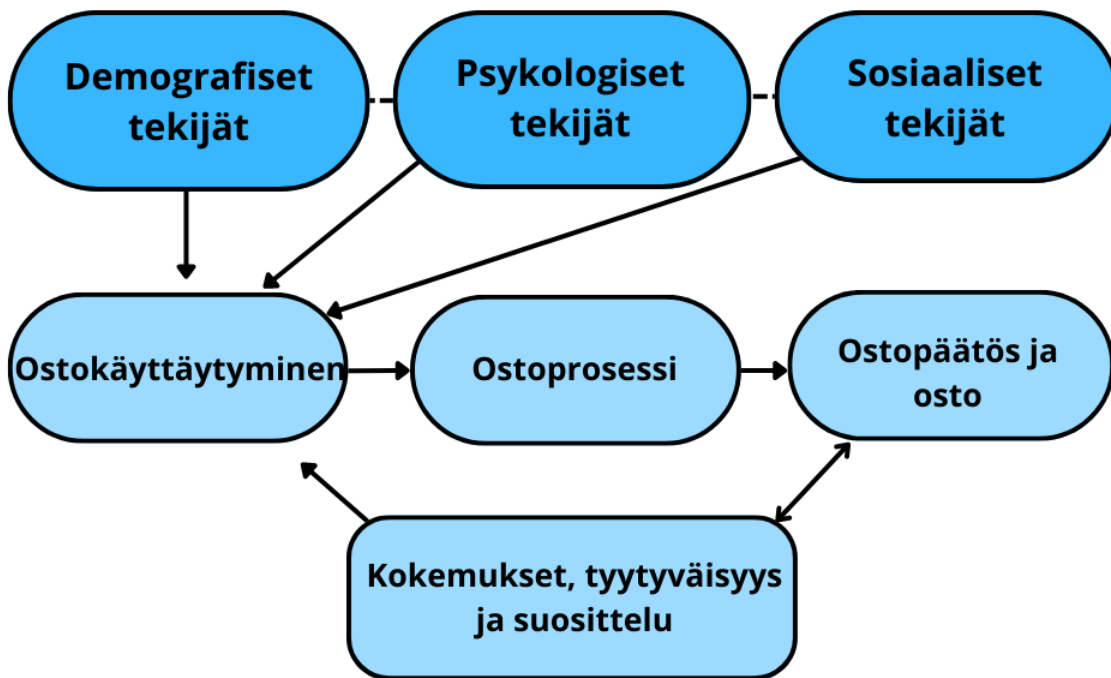 Demografiset
tekijät
Psykologiset
tekijät
Sosiaaliset
tekijät
Ostokäyttäytyminen
Ostoprosessi
Ostopäätös ja
osto
Kokemukset, tyytyväisyys
ja suosittelu